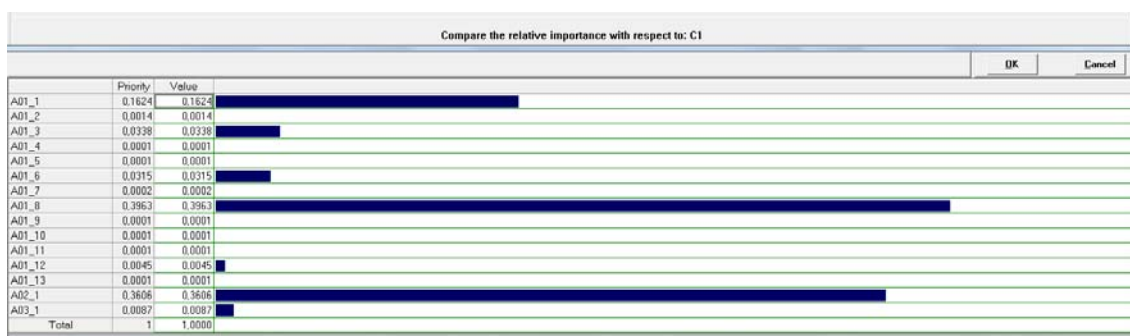 Compare the relative importance with respect to: C1
OK Cancel
Priority Value
A01_1 0,1624 0,1624
A01_2 0,0014 0,0014
A01_3 0,0338 0,0338
A01_4 0,0001 0,0001
A01_5 0,0001 0,0001
A01_6 0,0315 0,0315
A01_7 0,0002 0,0002
A01_8 0,3963 0,3963
A01_9 0,0001 0,0001
A01_10 0,0001 0,0001
A01_11 0,0001 0,0001
A01_12 0,0045 0,0045
A01_13 0,0001 0,0001
A02_1 0,3606 0,3606
A03_1 0,0087 0,0087
Total 1 1,0000